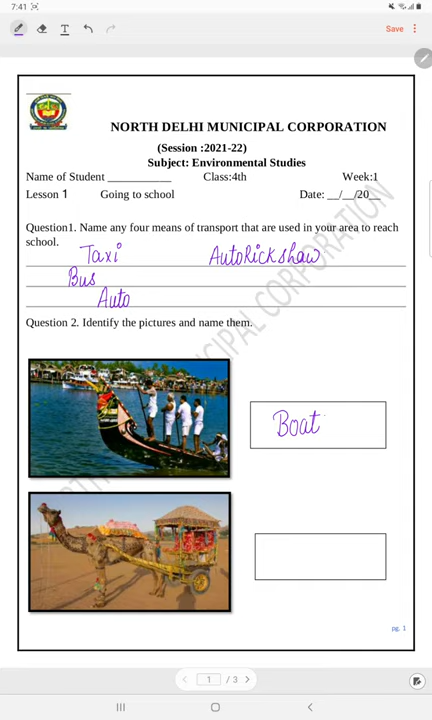 7:41
Save
NORTH DELHI MUNICIPAL CORPORATION
(Session :2021-22)
Subject: Environmental Studies
Name of Student ___________ Class:4th Week:1
Lesson 1 Going to school Date: __/__/20__
Question1. Name any four means of transport that are used in your area to reach
school.
Taxi AutoRickshaw
Bus
Auto
Question 2. Identify the pictures and name them.
Boat
pg. 1
1 / 3